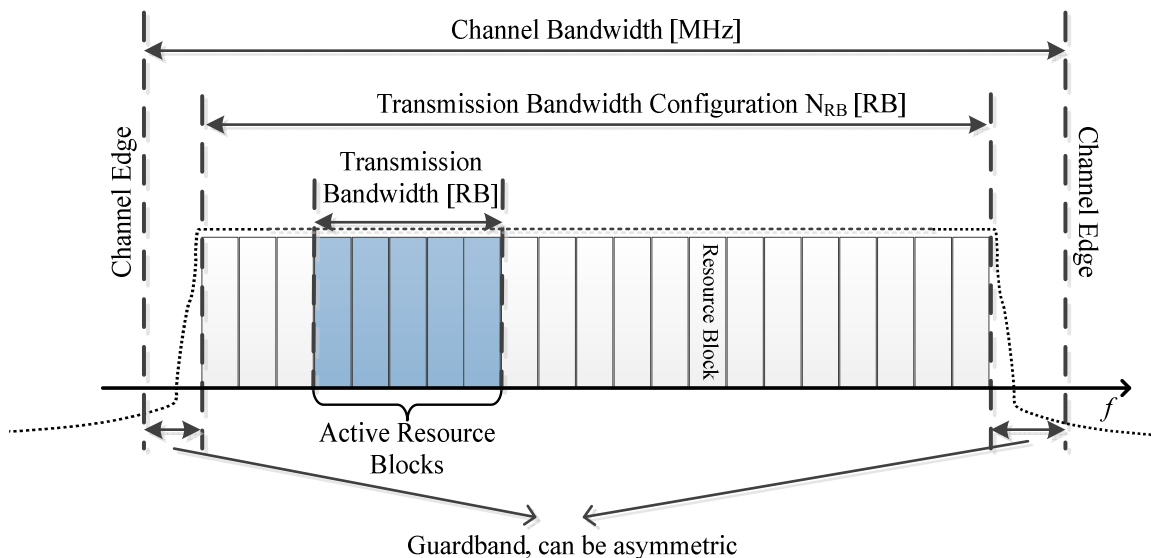 Channel Bandwidth [MHz]
Transmission Bandwidth Configuration N_RB [RB]
Channel Edge
Transmission
Bandwidth [RB]
Channel Edge
Resource Block
f
Active Resource
Blocks
Guardband, can be asymmetric